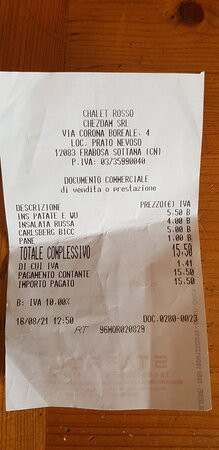 CHALET ROSSO
CHEZDAM SRL
VIA CORONA BOREALE, 4
LOC. PRATO NEVOSO
12083 FRABOSA SOTTANA (CN)
P.IVA: 03735990040
DOCUMENTO COMMERCIALE
di vendita o prestazione
DESCRIZIONE PREZZO(€) IVA
INS PATATE E WU 5.50 B
INSALATA RUSSA 4.00 B
CARLSBERG BICC 5.00 B
PANE 1.00 B
TOTALE COMPLESSIVO 15.50
DI CUI IVA 1.41
PAGAMENTO CONTANTE 15.50
IMPORTO PAGATO 15.50
B: IVA 10.00%
16/08/21 12:50 DOC.0280-0023
RT 96MOR020829